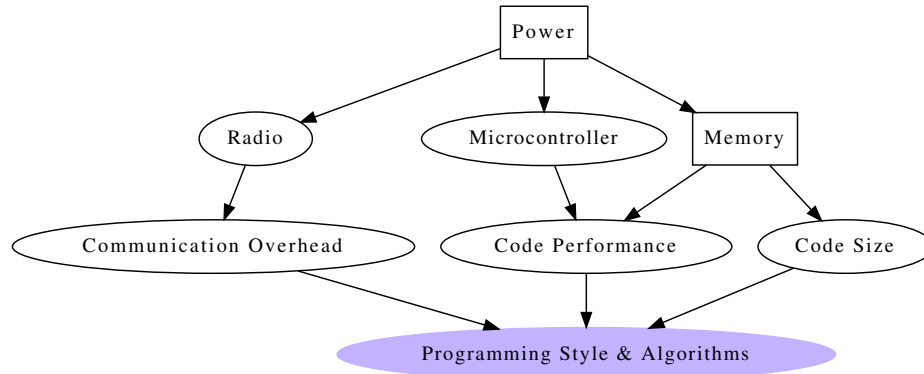 Power
Radio
Microcontroller
Memory
Communication Overhead
Code Performance
Code Size
Programming Style & Algorithms